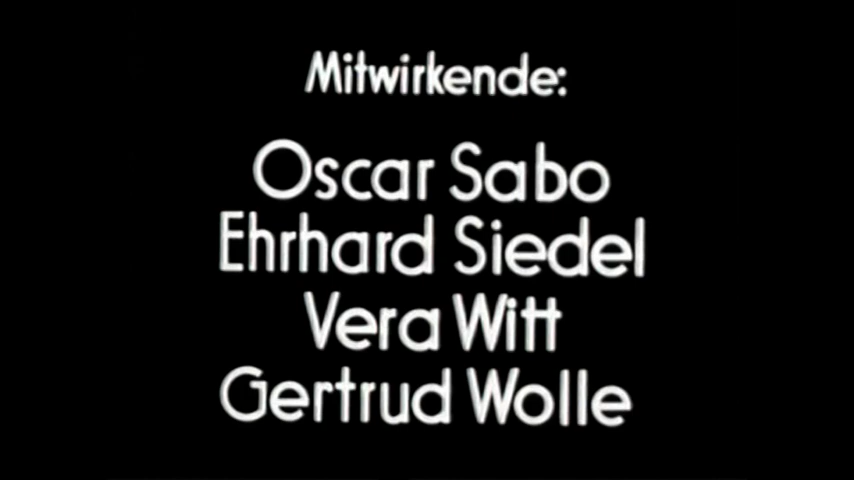 Mitwirkende:
Oscar Sabo
Ehrhard Siedel
Vera Witt
Gertrud Wolle